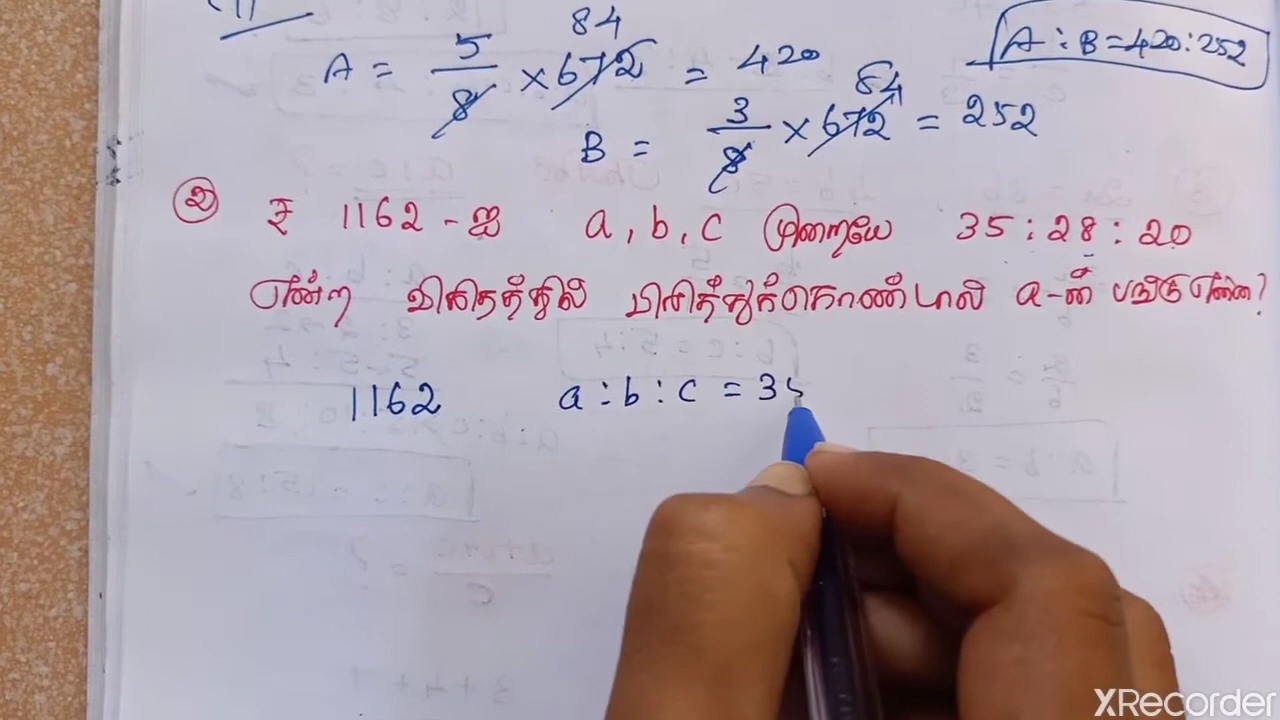 84
A = 5/8 × 672 = 420
A : B = 420 : 252
84
B = 3/8 × 672 = 252
② ₹ 1162 - ஐ a, b, c மூன்றையே 35 : 28 : 20
என்ற விகிதத்தில் பிரித்துக்கொண்டால் a-ன் பங்கு என்ன?
1162 a : b : c = 35
XRecorder